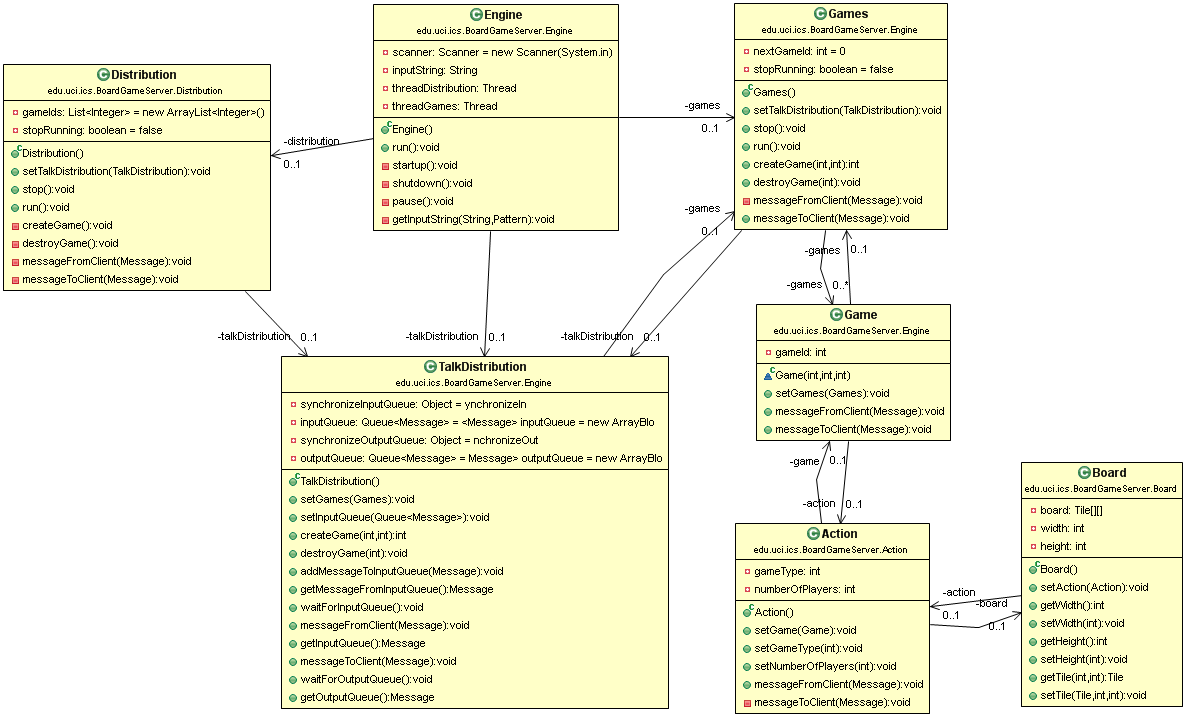 Engine
edu.uci.ics.BoardGameServer.Engine
scanner: Scanner = new Scanner(System.in)
inputString: String
threadDistribution: Thread
threadGames: Thread
Engine()
run():void
startup():void
shutdown():void
pause():void
getInputString(String,Pattern):void
Games
edu.uci.ics.BoardGameServer.Engine
nextGameId: int = 0
stopRunning: boolean = false
Games()
setTalkDistribution(TalkDistribution):void
stop():void
run():void
createGame(int,int):int
destroyGame(int):void
messageFromClient(Message):void
messageToClient(Message):void
Distribution
edu.uci.ics.BoardGameServer.Distribution
gameIds: List<Integer> = new ArrayList<Integer>()
stopRunning: boolean = false
Distribution()
setTalkDistribution(TalkDistribution):void
stop():void
run():void
createGame():void
destroyGame():void
messageFromClient(Message):void
messageToClient(Message):void
-distribution
0..1
-games
0..1
-games
0..1
-games
0..1
-games
0..*
-talkDistribution
0..1
-talkDistribution
0..1
-talkDistribution
0..1
Game
edu.uci.ics.BoardGameServer.Engine
gameId: int
Game(int,int,int)
setGames(Games):void
messageFromClient(Message):void
messageToClient(Message):void
TalkDistribution
edu.uci.ics.BoardGameServer.Engine
synchronizeInputQueue: Object = ynchronizeIn
inputQueue: Queue<Message> = <Message> inputQueue = new ArrayBlo
synchronizeOutputQueue: Object = nchronizeOut
outputQueue: Queue<Message> = Message> outputQueue = new ArrayBlo
TalkDistribution()
setGames(Games):void
setInputQueue(Queue<Message>):void
createGame(int,int):int
destroyGame(int):void
addMessageToInputQueue(Message):void
getMessageFromInputQueue():Message
waitForInputQueue():void
messageFromClient(Message):void
getInputQueue():Message
messageToClient(Message):void
waitForOutputQueue():void
getOutputQueue():Message
-game
0..1
-action
0..1
Action
edu.uci.ics.BoardGameServer.Action
gameType: int
numberOfPlayers: int
Action()
setGame(Game):void
setGameType(int):void
setNumberOfPlayers(int):void
messageFromClient(Message):void
messageToClient(Message):void
-action
0..1
-board
0..1
Board
edu.uci.ics.BoardGameServer.Board
board: Tile[][]
width: int
height: int
Board()
setAction(Action):void
getWidth():int
setWidth(int):void
getHeight():int
setHeight(int):void
getTile(int,int):Tile
setTile(Tile,int,int):void